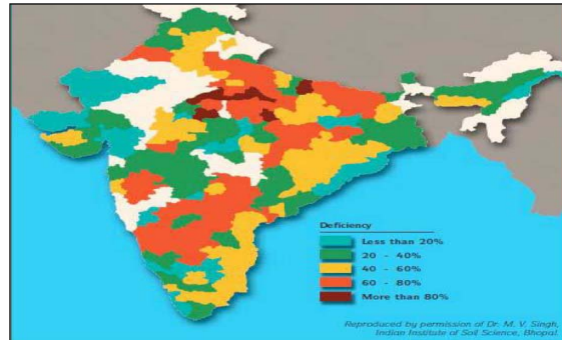 Deficiency
Less than 20%
20 - 40%
40 - 60%
60 - 80%
More than 80%
Reproduced by permission of Dr. M. V. Singh,
Indian Institute of Soil Science, Bhopal.